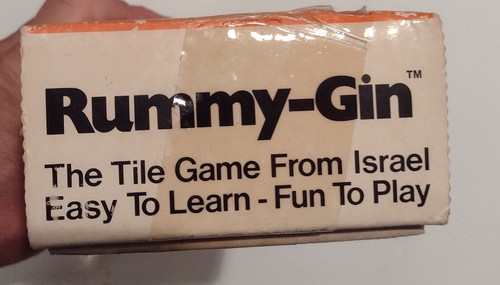 Rummy-Gin™
The Tile Game From Israel
Easy To Learn - Fun To Play